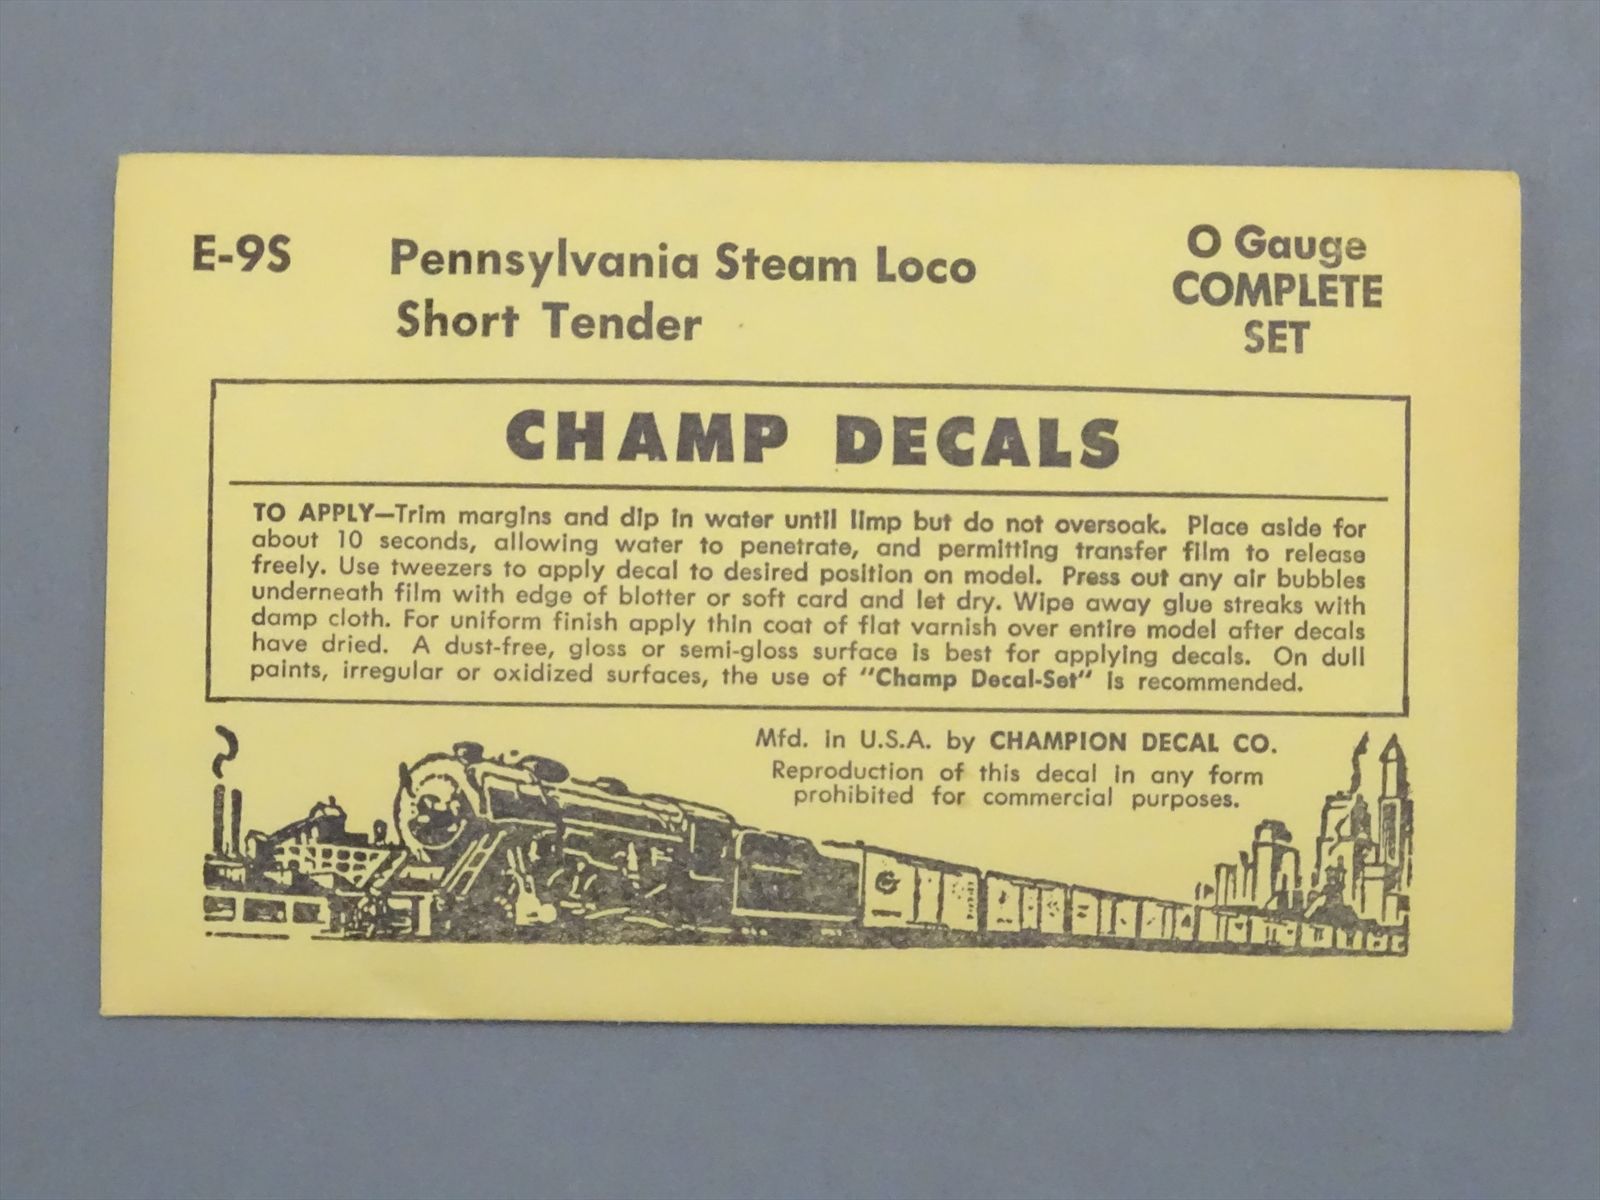 E-9S
Pennsylvania Steam Loco
Short Tender
O Gauge
COMPLETE
SET
CHAMP DECALS
TO APPLY—Trim margins and dip in water until limp but do not oversoak. Place aside for
about 10 seconds, allowing water to penetrate, and permitting transfer film to release
freely. Use tweezers to apply decal to desired position on model. Press out any air bubbles
underneath film with edge of blotter or soft card and let dry. Wipe away glue streaks with
damp cloth. For uniform finish apply thin coat of flat varnish over entire model after decals
have dried. A dust-free, gloss or semi-gloss surface is best for applying decals. On dull
paints, irregular or oxidized surfaces, the use of "Champ Decal-Set" is recommended.
Mfd. in U.S.A. by CHAMPION DECAL CO.
Reproduction of this decal in any form
prohibited for commercial purposes.